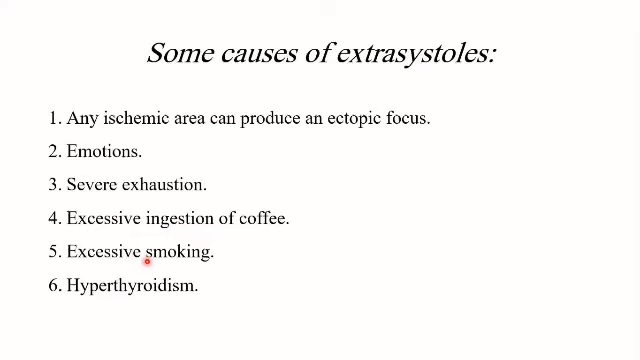 Some causes of extrasystoles:
1. Any ischemic area can produce an ectopic focus.
2. Emotions.
3. Severe exhaustion.
4. Excessive ingestion of coffee.
5. Excessive smoking.
6. Hyperthyroidism.